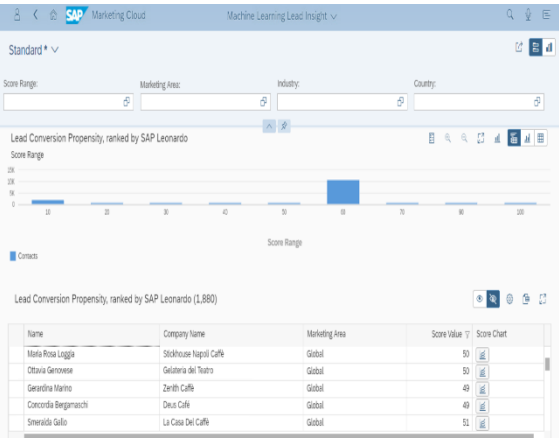 SAP Marketing Cloud Machine Learning Lead Insight
Standard *
Score Range: Marketing Area: Industry: Country:
Lead Conversion Propensity, ranked by SAP Leonardo
Score Range
10K
5K
0
10 20 30 40 50 60 70 80 100
Score Range
Contacts
Lead Conversion Propensity, ranked by SAP Leonardo (1,880)
Name Company Name Marketing Area Score Value Score Chart
Maria Rosa Loggia Stickhouse Napoli Caffè Global 50
Ottavia Genovese Gelateria del Teatro Global 50
Gerardina Marino Zenith Caffè Global 49
Concordia Bergamaschi Deus Café Global 49
Smeralda Gallo La Casa Del Caffè Global 51